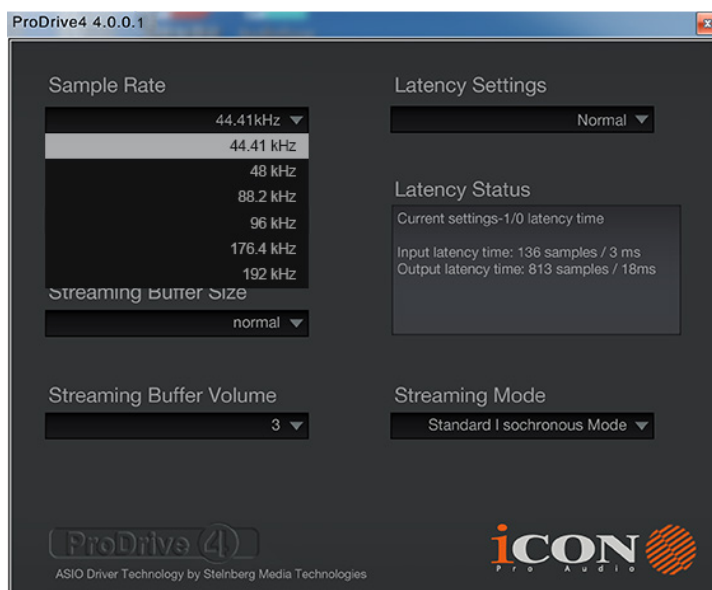 ProDrive4 4.0.0.1
x
Sample Rate
44.41kHz
44.41 kHz
48 kHz
88.2 kHz
96 kHz
176.4 kHz
192 kHz
Streaming Buffer Size
normal
Streaming Buffer Volume
3
Latency Settings
Normal
Latency Status
Current settings-1/0 latency time
Input latency time: 136 samples / 3 ms
Output latency time: 813 samples / 18ms
Streaming Mode
Standard I sochronous Mode
ProDrive 4
ASIO Driver Technology by Steinberg Media Technologies
iCON
Pro Audio